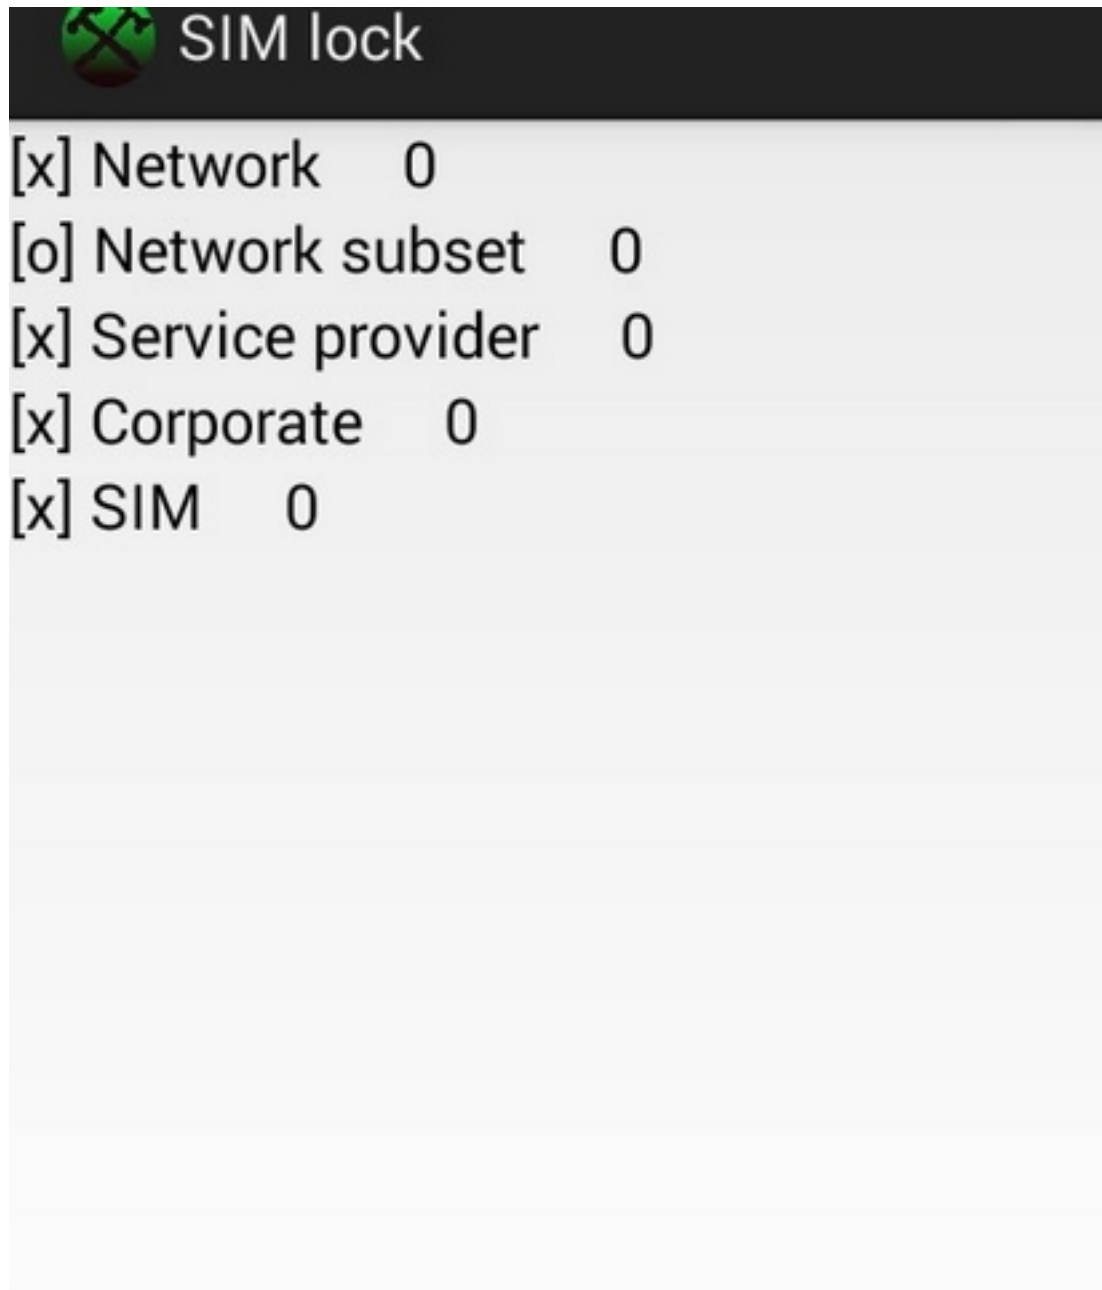 SIM lock
[x] Network 0
[o] Network subset 0
[x] Service provider 0
[x] Corporate 0
[x] SIM 0